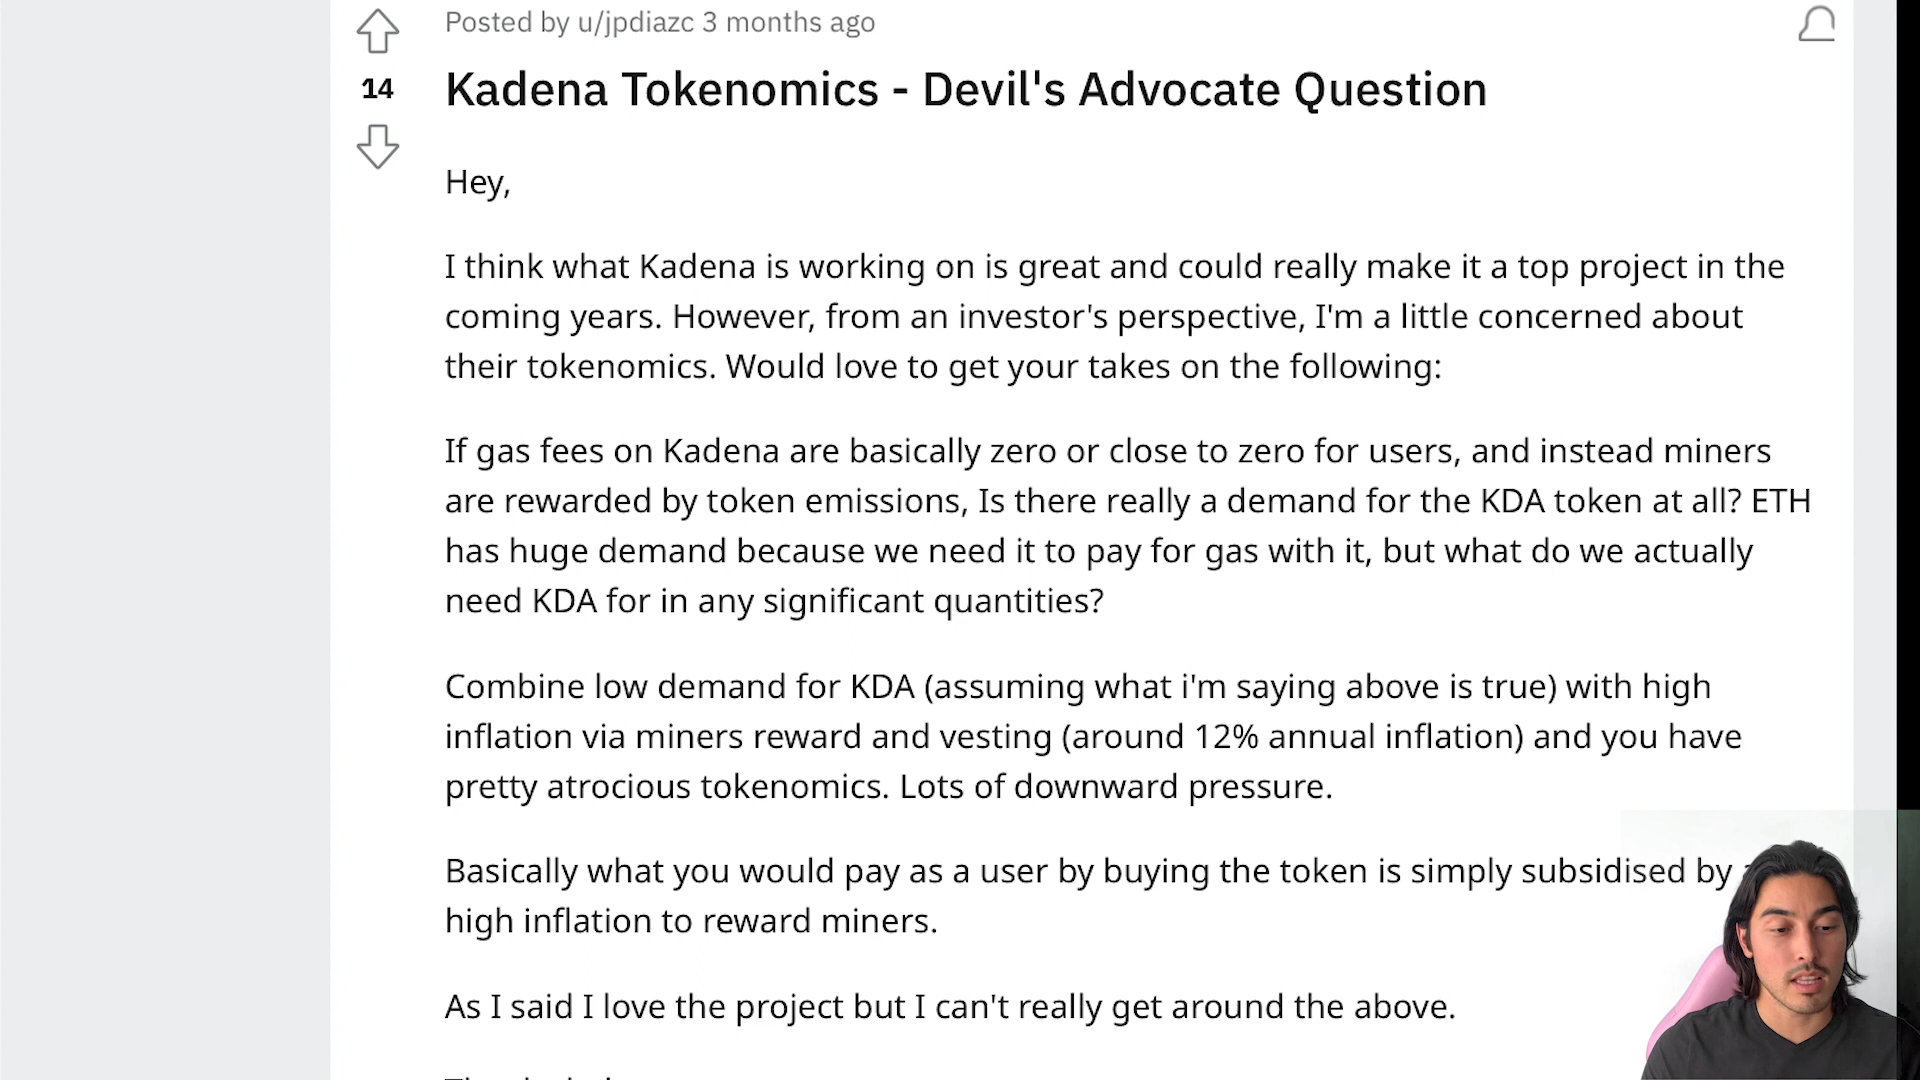 Posted by u/jpdiazc 3 months ago
14
Kadena Tokenomics - Devil's Advocate Question
Hey,
I think what Kadena is working on is great and could really make it a top project in the
coming years. However, from an investor's perspective, I'm a little concerned about
their tokenomics. Would love to get your takes on the following:
If gas fees on Kadena are basically zero or close to zero for users, and instead miners
are rewarded by token emissions, Is there really a demand for the KDA token at all? ETH
has huge demand because we need it to pay for gas with it, but what do we actually
need KDA for in any significant quantities?
Combine low demand for KDA (assuming what i'm saying above is true) with high
inflation via miners reward and vesting (around 12% annual inflation) and you have
pretty atrocious tokenomics. Lots of downward pressure.
Basically what you would pay as a user by buying the token is simply subsidised by
high inflation to reward miners.
As I said I love the project but I can't really get around the above.